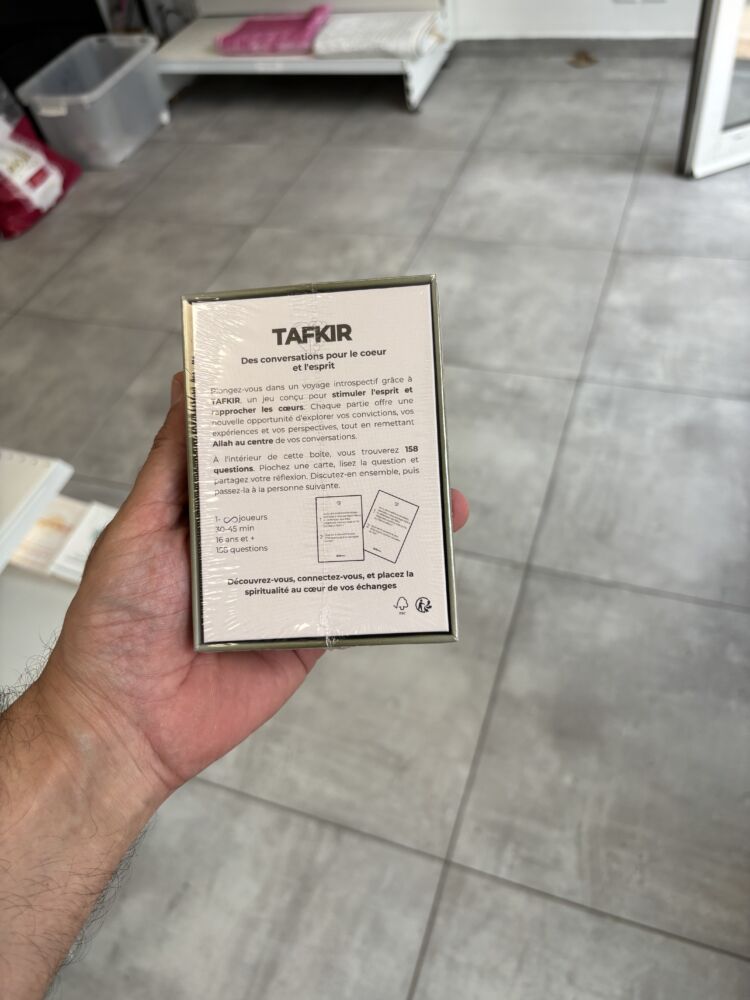 TAFKIR
Des conversations pour le coeur
et l'esprit
Plongez-vous dans un voyage introspectif grâce à
TAFKIR, un jeu conçu pour stimuler l'esprit et
rapprocher les cœurs. Chaque partie offre une
nouvelle opportunité d'explorer vos convictions, vos
expériences et vos perspectives, tout en remettant
Allah au centre de vos conversations.
À l'intérieur de cette boite, vous trouverez 158
questions. Piochez une carte, lisez la question et
partagez votre réflexion. Discutez-en ensemble, puis
passez-la à la personne suivante.
1- ∞ joueurs
30-45 min
16 ans et +
158 questions
Découvrez-vous, connectez-vous, et placez la
spiritualité au cœur de vos échanges
FSC